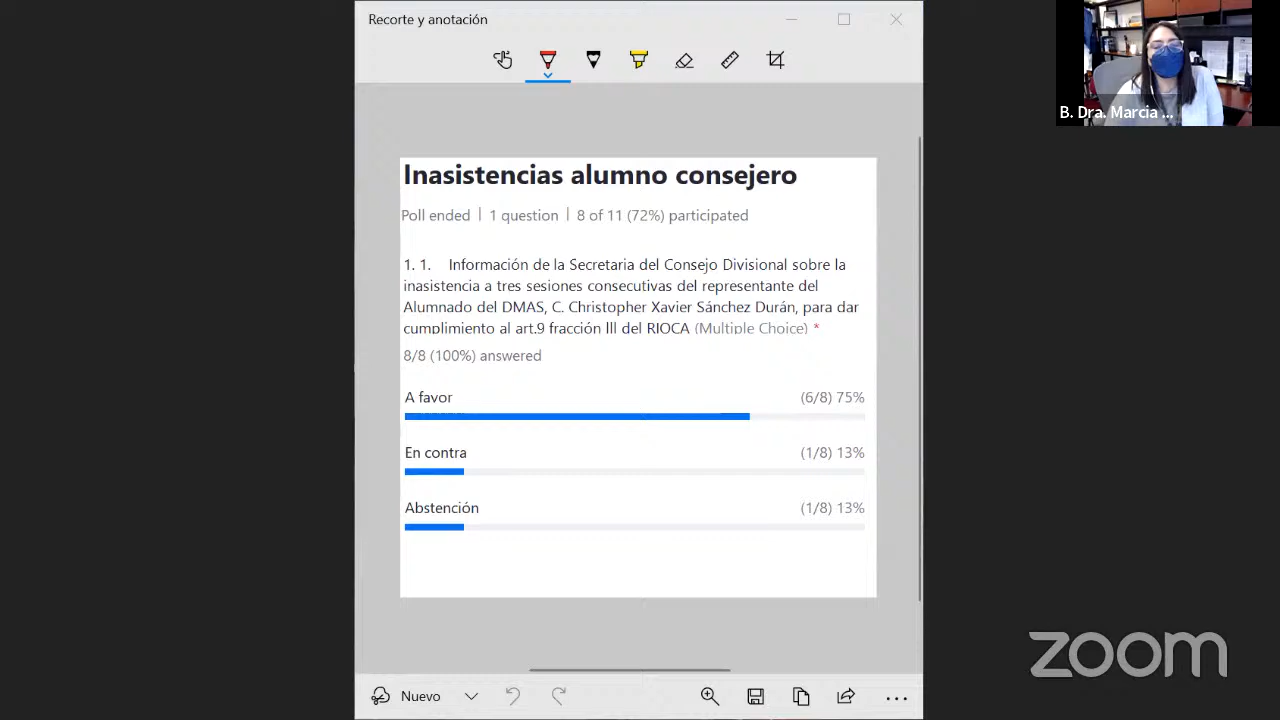 Recorte y anotación
B. Dra. Marcia ...
Inasistencias alumno consejero
Poll ended | 1 question | 8 of 11 (72%) participated
1. 1. Información de la Secretaria del Consejo Divisional sobre la
inasistencia a tres sesiones consecutivas del representante del
Alumnado del DMAS, C. Christopher Xavier Sánchez Durán, para dar
cumplimiento al art.9 fracción lll del RIOCA (Multiple Choice) *
8/8 (100%) answered
A favor (6/8) 75%
En contra (1/8) 13%
Abstención (1/8) 13%
zoom
Nuevo